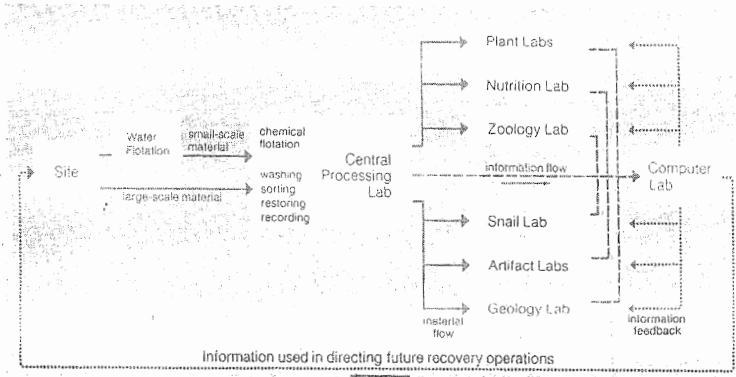 Plant Labs
Nutrition Lab
Zoology Lab
Water
Flotation
small-scale
material
chemical
flotation
Site
large-scale material
washing
sorting
restoring
recording
Central
Processing
Lab
information flow
Computer
Lab
Snail Lab
Artifact Labs
Geology Lab
material
flow
information
feedback
Information used in directing future recovery operations